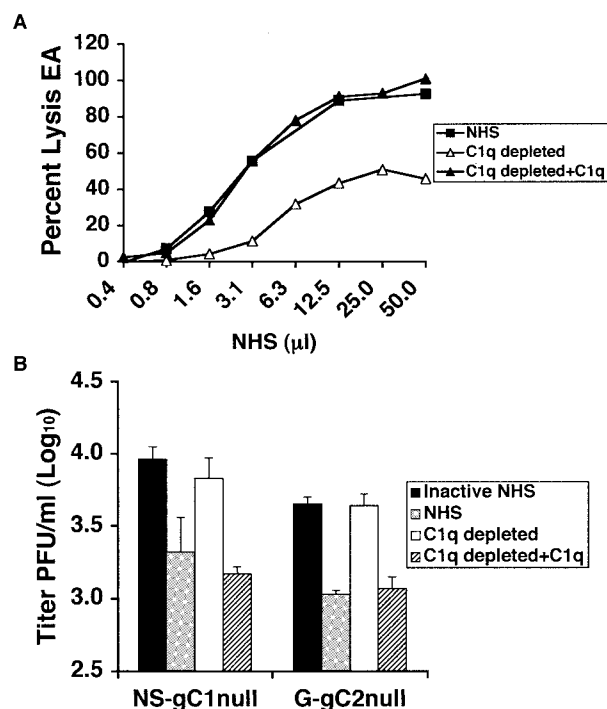 A
Percent Lysis EA
120
100
80
60
40
20
0
0.4
0.8
1.6
3.1
6.3
12.5
25.0
50.0
NHS (µl)
NHS
C1q depleted
C1q depleted+C1q
B
Titer PFU/ml (Log10)
4.5
4.0
3.5
3.0
2.5
NS-gC1null
G-gC2null
Inactive NHS
NHS
C1q depleted
C1q depleted+C1q